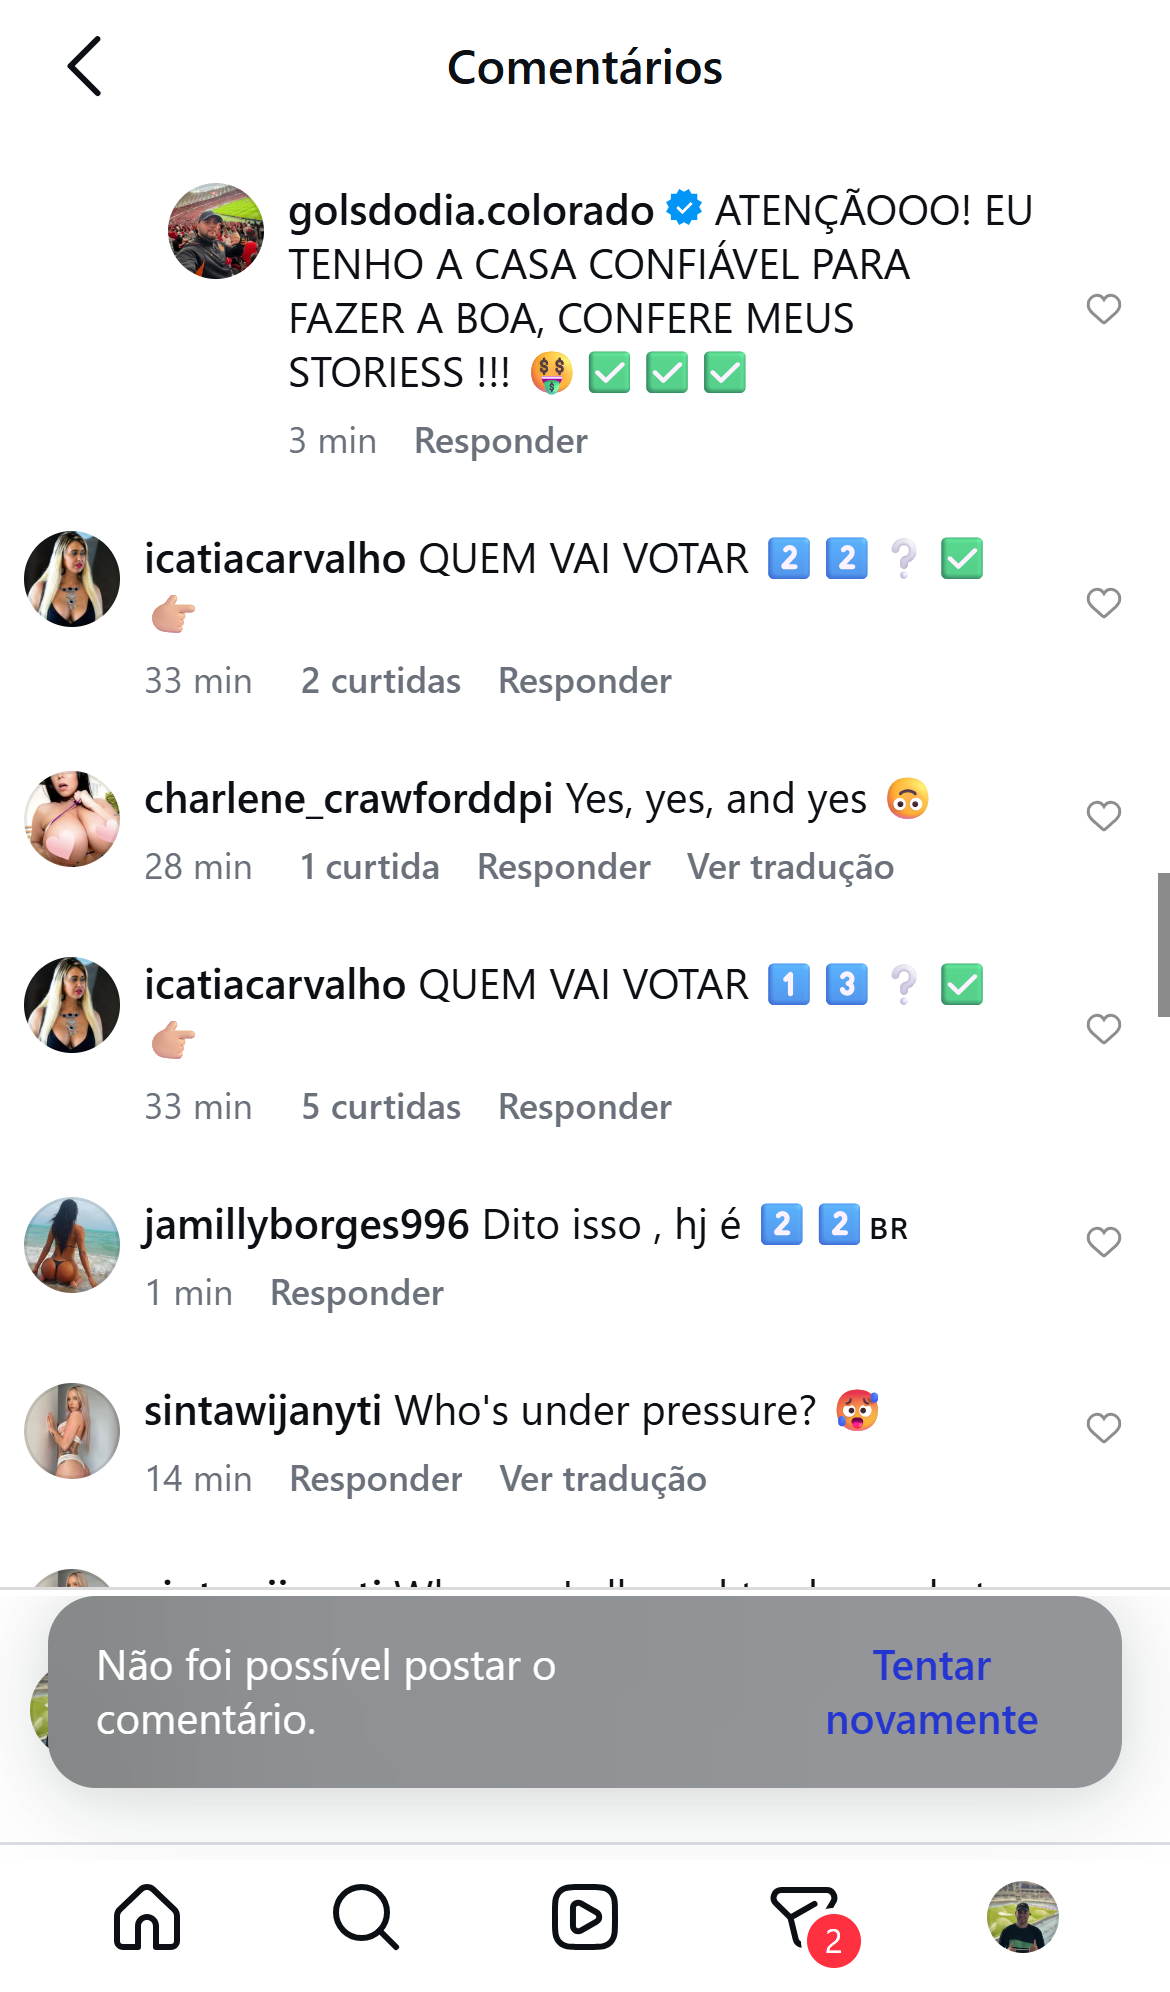 Comentários
golsdodia.colorado ATENÇÃOOO! EU
TENHO A CASA CONFIÁVEL PARA
FAZER A BOA, CONFERE MEUS
STORIESS !!! 🤑 ✅ ✅ ✅
3 min Responder
icatiacarvalho QUEM VAI VOTAR 2️⃣ 2️⃣ ❔ ✅
👉🏼
33 min 2 curtidas Responder
charlene_crawforddpi Yes, yes, and yes 🙃
28 min 1 curtida Responder Ver tradução
icatiacarvalho QUEM VAI VOTAR 1️⃣ 3️⃣ ❔ ✅
👉🏼
33 min 5 curtidas Responder
jamillyborges996 Dito isso , hj é 2️⃣ 2️⃣ BR
1 min Responder
sintawijanyti Who's under pressure? 🥵
14 min Responder Ver tradução
Não foi possível postar o
comentário.
Tentar
novamente
2